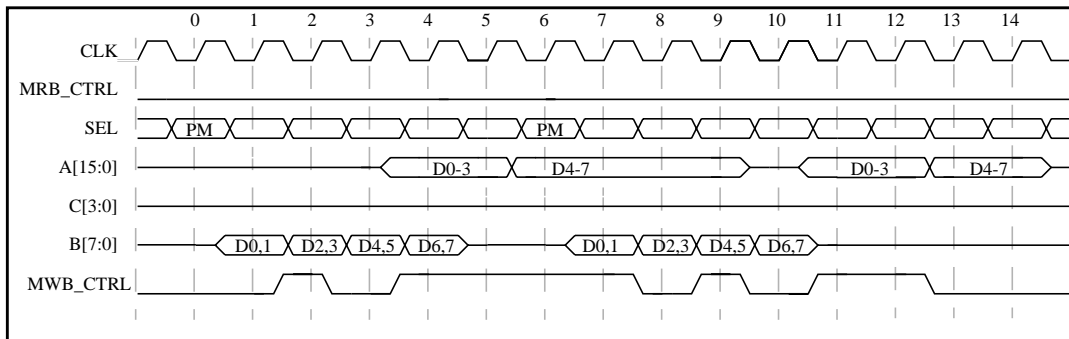 0 1 2 3 4 5 6 7 8 9 10 11 12 13 14
CLK
MRB_CTRL
SEL PM PM
A[15:0] D0-3 D4-7 D0-3 D4-7
C[3:0]
B[7:0] D0,1 D2,3 D4,5 D6,7 D0,1 D2,3 D4,5 D6,7
MWB_CTRL